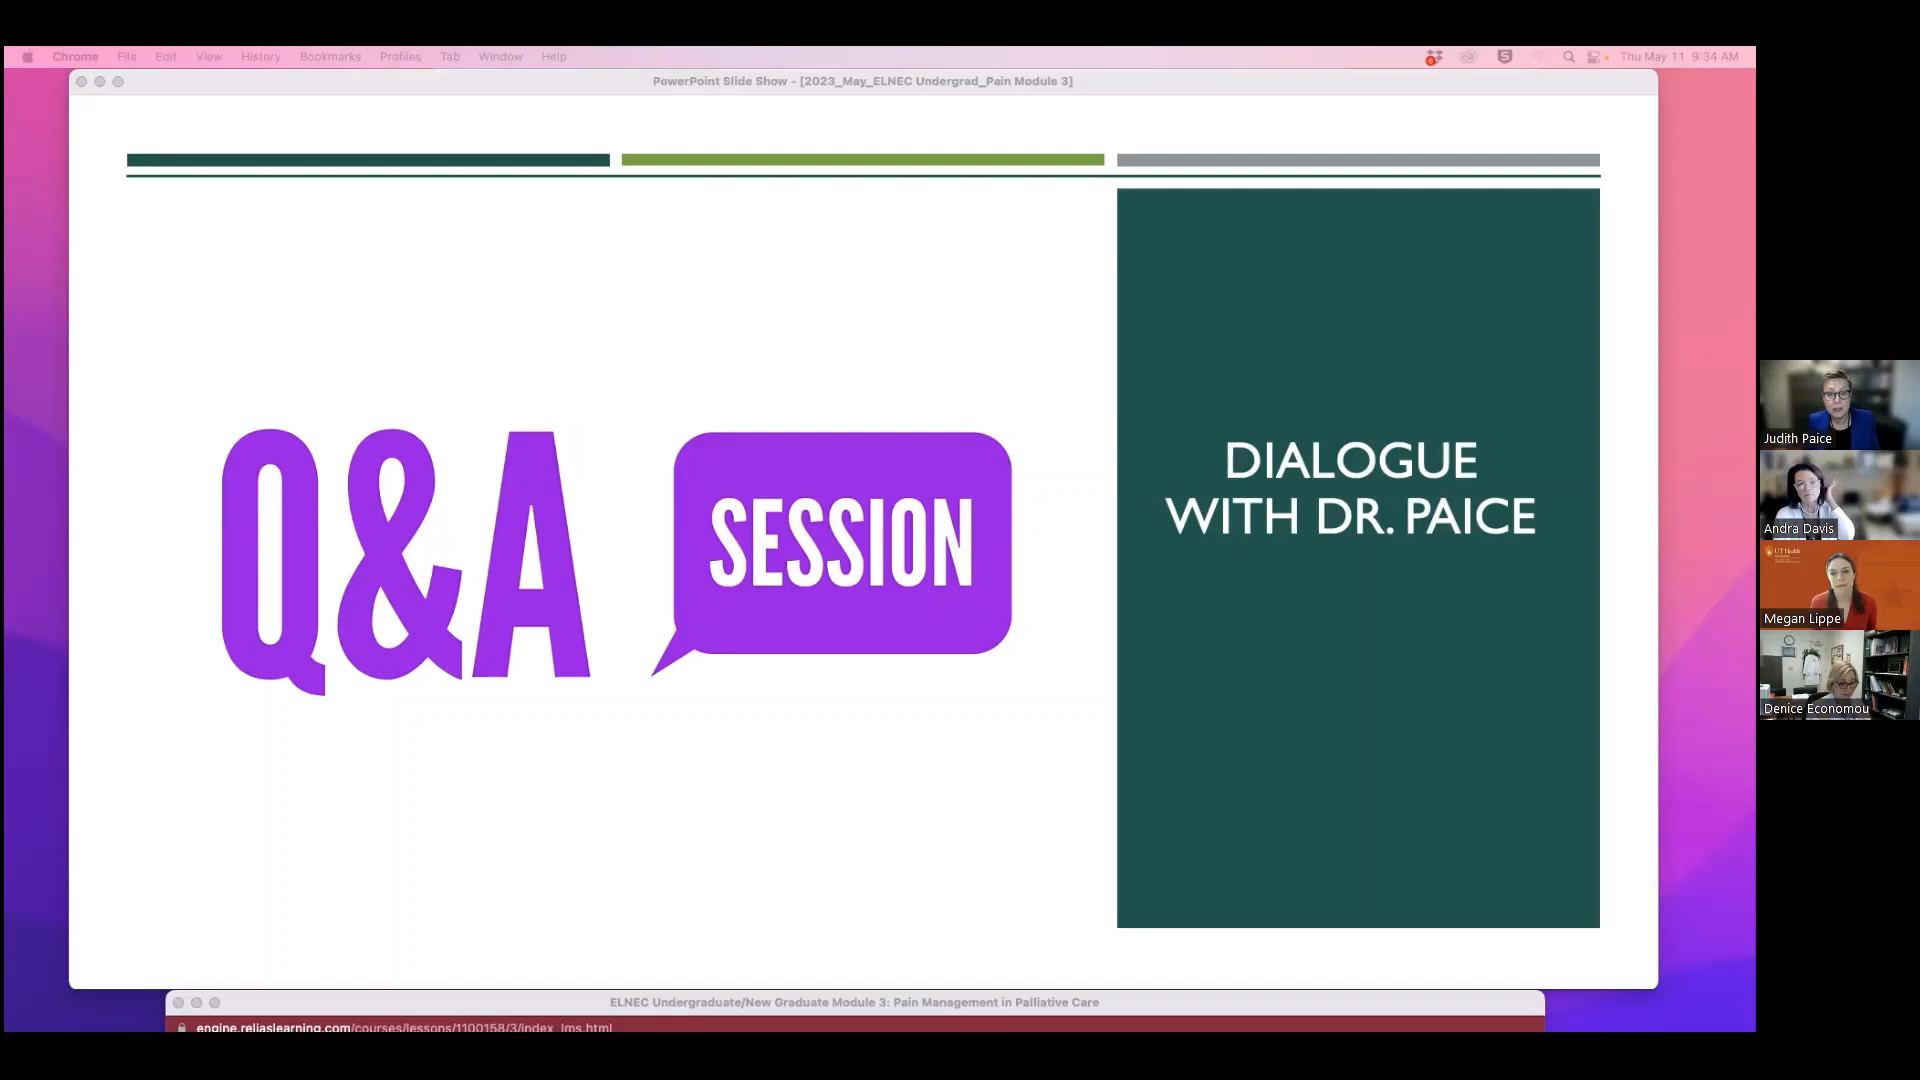 Chrome File Edit View History Bookmarks Profiles Tab Window Help
Thu May 11 9:34 AM
PowerPoint Slide Show - [2023_May_ELNEC Undergrad_Pain Module 3]
Q&A
SESSION
DIALOGUE
WITH DR. PAICE
Judith Paice
Andra Davis
UT Health
Megan Lippe
Denice Economou
ELNEC Undergraduate/New Graduate Module 3: Pain Management in Palliative Care
engine.reliaslearning.com/courses/lessons/1100158/3/index_lms.html